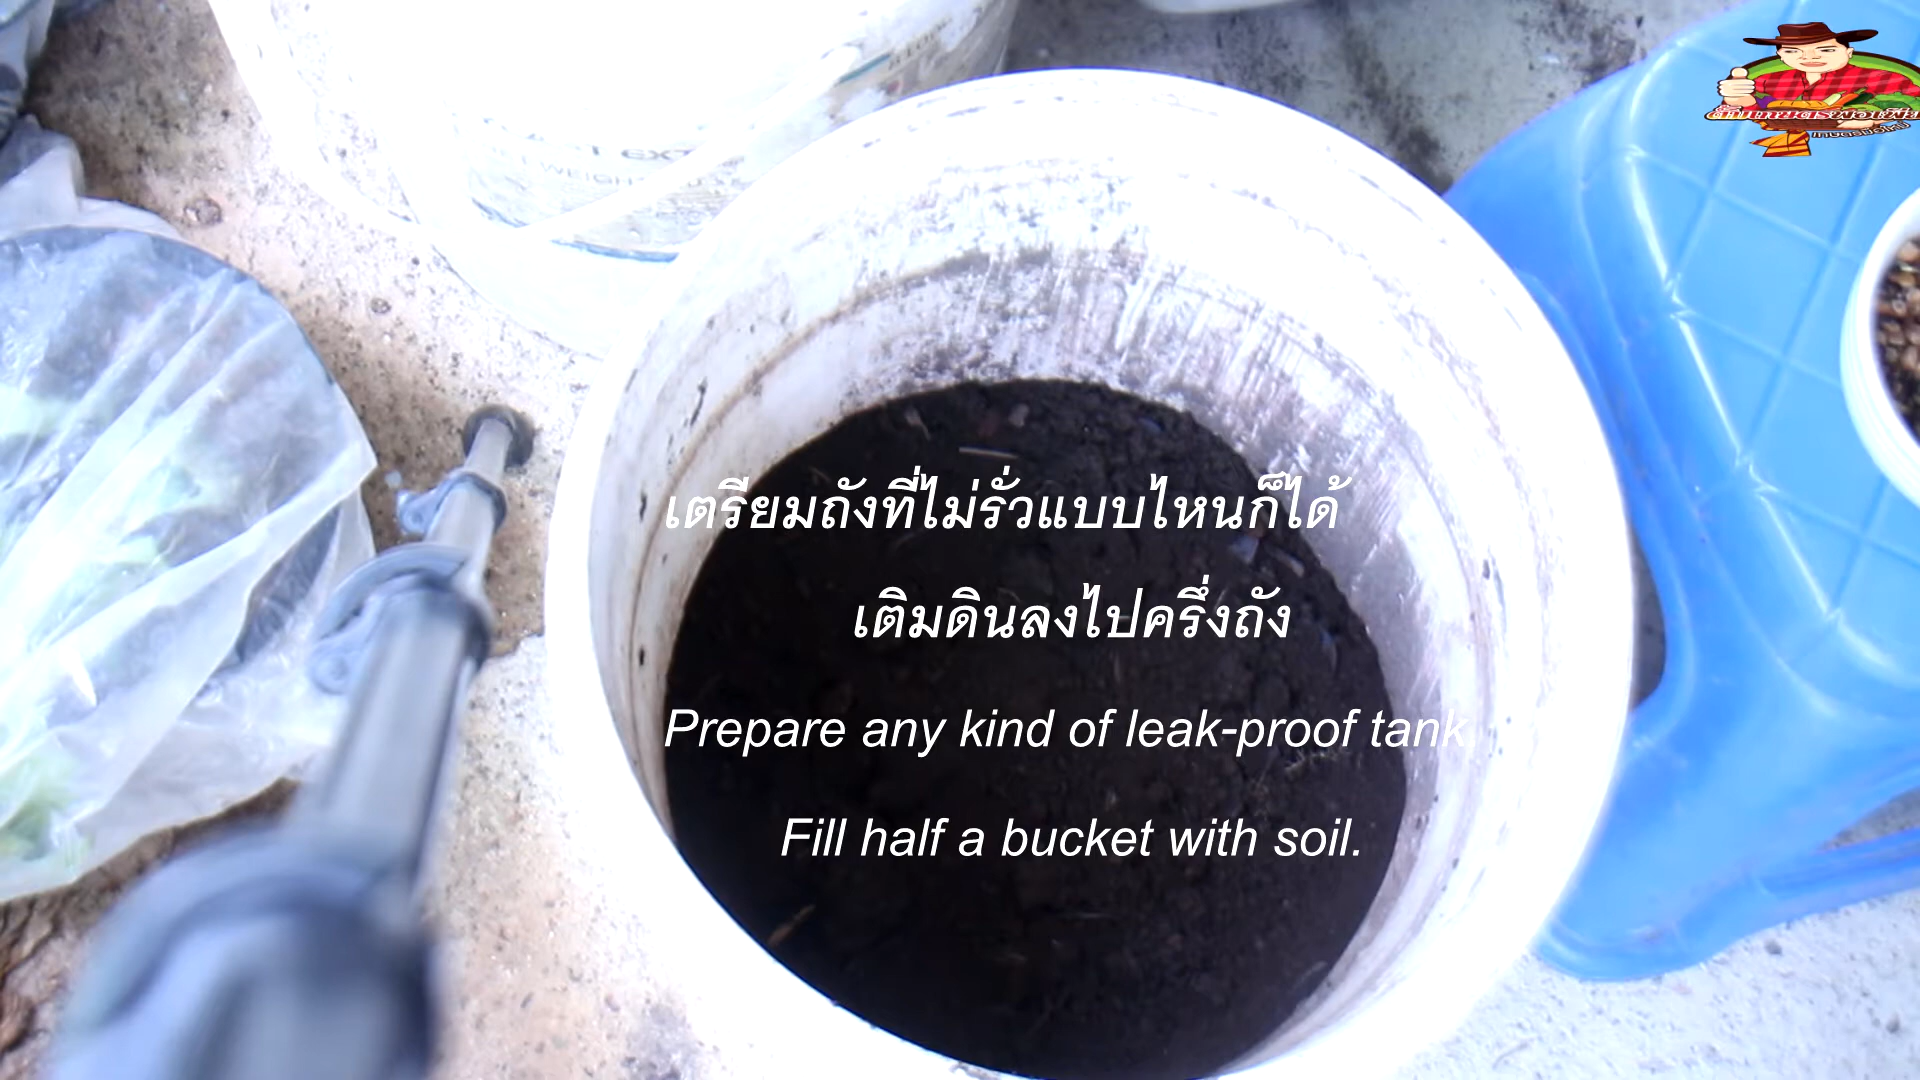 เตรียมถังที่ไม่รั่วแบบไหนก็ได้
เติมดินลงไปครึ่งถัง
Prepare any kind of leak-proof tank.
Fill half a bucket with soil.